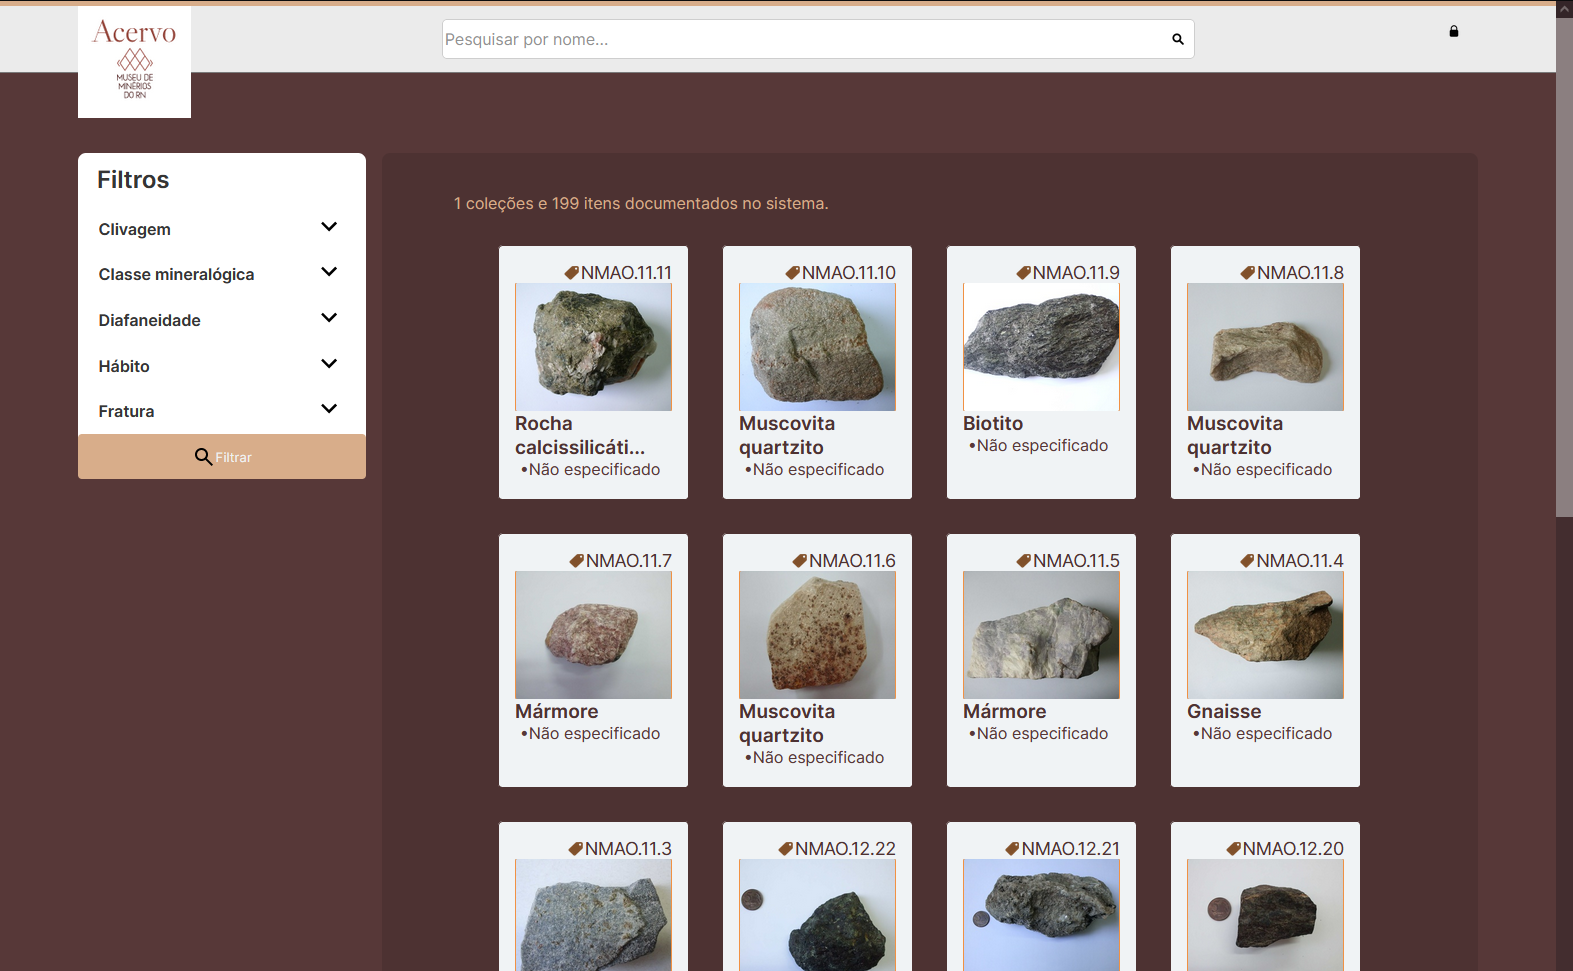 Acervo
MUSEU DE
MINÉRIOS
DO RN
Pesquisar por nome...
Filtros
Clivagem
Classe mineralógica
Diafaneidade
Hábito
Fratura
Filtrar
1 coleções e 199 itens documentados no sistema.
NMAO.11.11
Rocha
calcissilicáti...
•Não especificado
NMAO.11.10
Muscovita
quartzito
•Não especificado
NMAO.11.9
Biotito
•Não especificado
NMAO.11.8
Muscovita
quartzito
•Não especificado
NMAO.11.7
Mármore
•Não especificado
NMAO.11.6
Muscovita
quartzito
•Não especificado
NMAO.11.5
Mármore
•Não especificado
NMAO.11.4
Gnaisse
•Não especificado
NMAO.11.3
NMAO.12.22
NMAO.12.21
NMAO.12.20